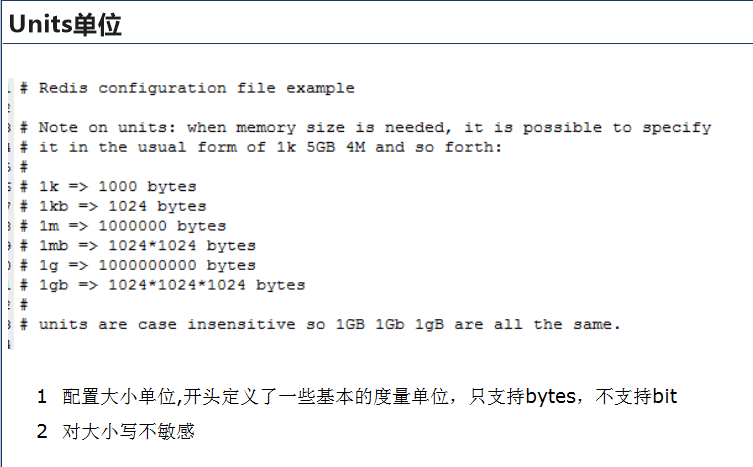 Units单位
# Redis configuration file example
# Note on units: when memory size is needed, it is possible to specify
# it in the usual form of 1k 5GB 4M and so forth:
#
# 1k => 1000 bytes
# 1kb => 1024 bytes
# 1m => 1000000 bytes
# 1mb => 1024*1024 bytes
# 1g => 1000000000 bytes
# 1gb => 1024*1024*1024 bytes
#
# units are case insensitive so 1GB 1Gb 1gB are all the same.
1 配置大小单位,开头定义了一些基本的度量单位，只支持bytes，不支持bit
2 对大小写不敏感